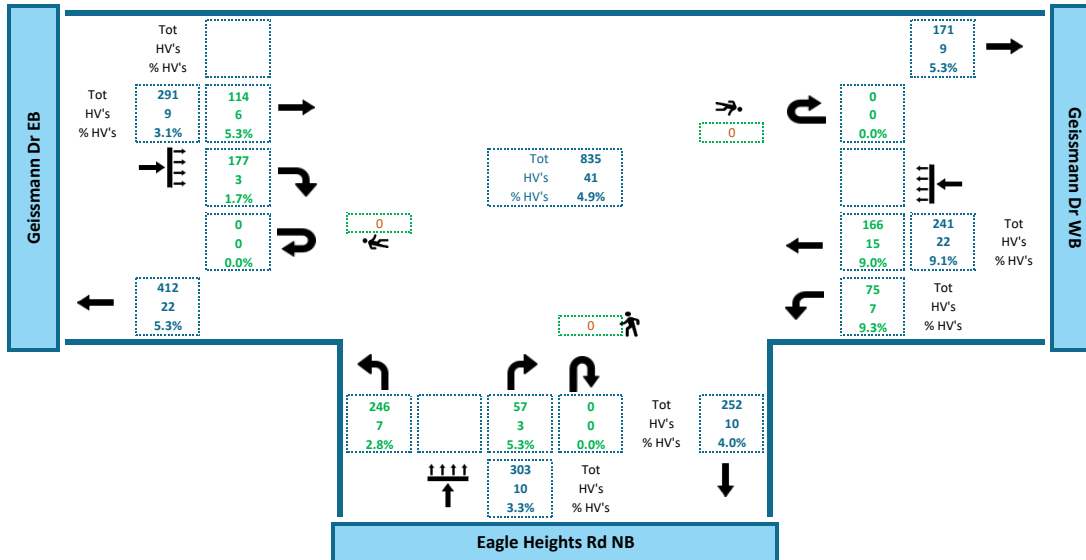 Tot
HV's
% HV's
171
9
5.3%
Tot 291 114
HV's 9 6
% HV's 3.1% 5.3%
0
0
0
0.0%
177
3
1.7%
Tot 835
HV's 41
% HV's 4.9%
Geissmann Dr EB
Geissmann Dr WB
0
0
0.0%
0
166 241 Tot
15 22 HV's
9.0% 9.1% % HV's
412
22
5.3%
75 Tot
7 HV's
9.3% % HV's
0
246 57 0 Tot 252
7 3 0 HV's 10
2.8% 5.3% 0.0% % HV's 4.0%
303 Tot
10 HV's
3.3% % HV's
Eagle Heights Rd NB